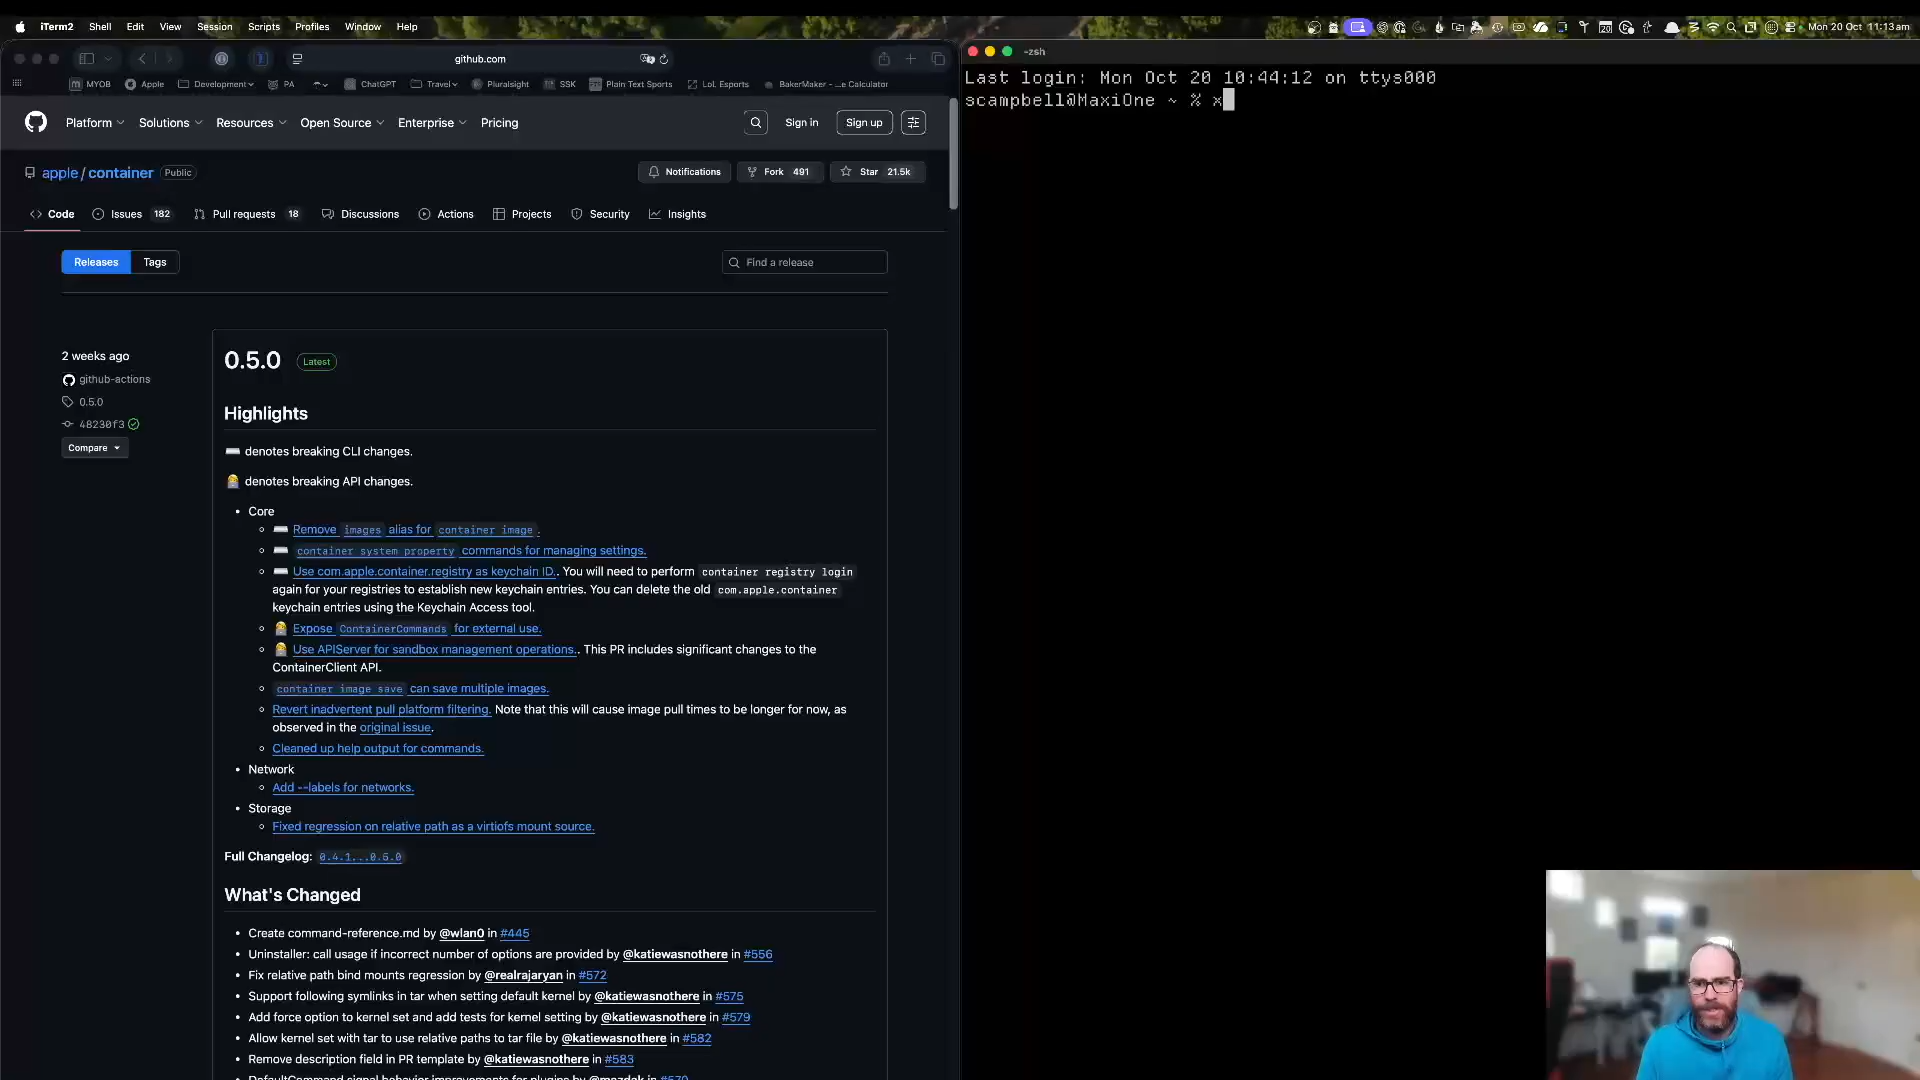 iTerm2 Shell Edit View Session Scripts Profiles Window Help
Mon 20 Oct 11:13am
github.com
MYOB Apple Development PA ChatGPT Travel Pluralsight SSK Plain Text Sports LoL Esports BakerMaker - ...e Calculator
Platform Solutions Resources Open Source Enterprise Pricing
Sign in Sign up
apple / container Public
Notifications Fork 491 Star 21.5k
Code Issues 182 Pull requests 18 Discussions Actions Projects Security Insights
Releases Tags
Find a release
2 weeks ago
github-actions
0.5.0
48230f3
Compare
0.5.0 Latest
Highlights
denotes breaking CLI changes.
denotes breaking API changes.
• Core
Remove images alias for container image.
container system property commands for managing settings.
Use com.apple.container.registry as keychain ID.. You will need to perform container registry login
again for your registries to establish new keychain entries. You can delete the old com.apple.container
keychain entries using the Keychain Access tool.
Expose ContainerCommands for external use.
Use APIServer for sandbox management operations.. This PR includes significant changes to the
ContainerClient API.
container image save can save multiple images.
Revert inadvertent pull platform filtering. Note that this will cause image pull times to be longer for now, as
observed in the original issue.
Cleaned up help output for commands.
• Network
Add --labels for networks.
• Storage
Fixed regression on relative path as a virtiofs mount source.
Full Changelog: 0.4.1...0.5.0
What's Changed
• Create command-reference.md by @wlan0 in #445
• Uninstaller: call usage if incorrect number of options are provided by @katiewasnothere in #556
• Fix relative path bind mounts regression by @realrajaryan in #572
• Support following symlinks in tar when setting default kernel by @katiewasnothere in #575
• Add force option to kernel set and add tests for kernel setting by @katiewasnothere in #579
• Allow kernel set with tar to use relative paths to tar file by @katiewasnothere in #582
• Remove description field in PR template by @katiewasnothere in #583
• DefaultCommand signal behavior improvements for plugins by @mazdak in #570
-zsh
Last login: Mon Oct 20 10:44:12 on ttys000
scampbell@MaxiOne ~ % x